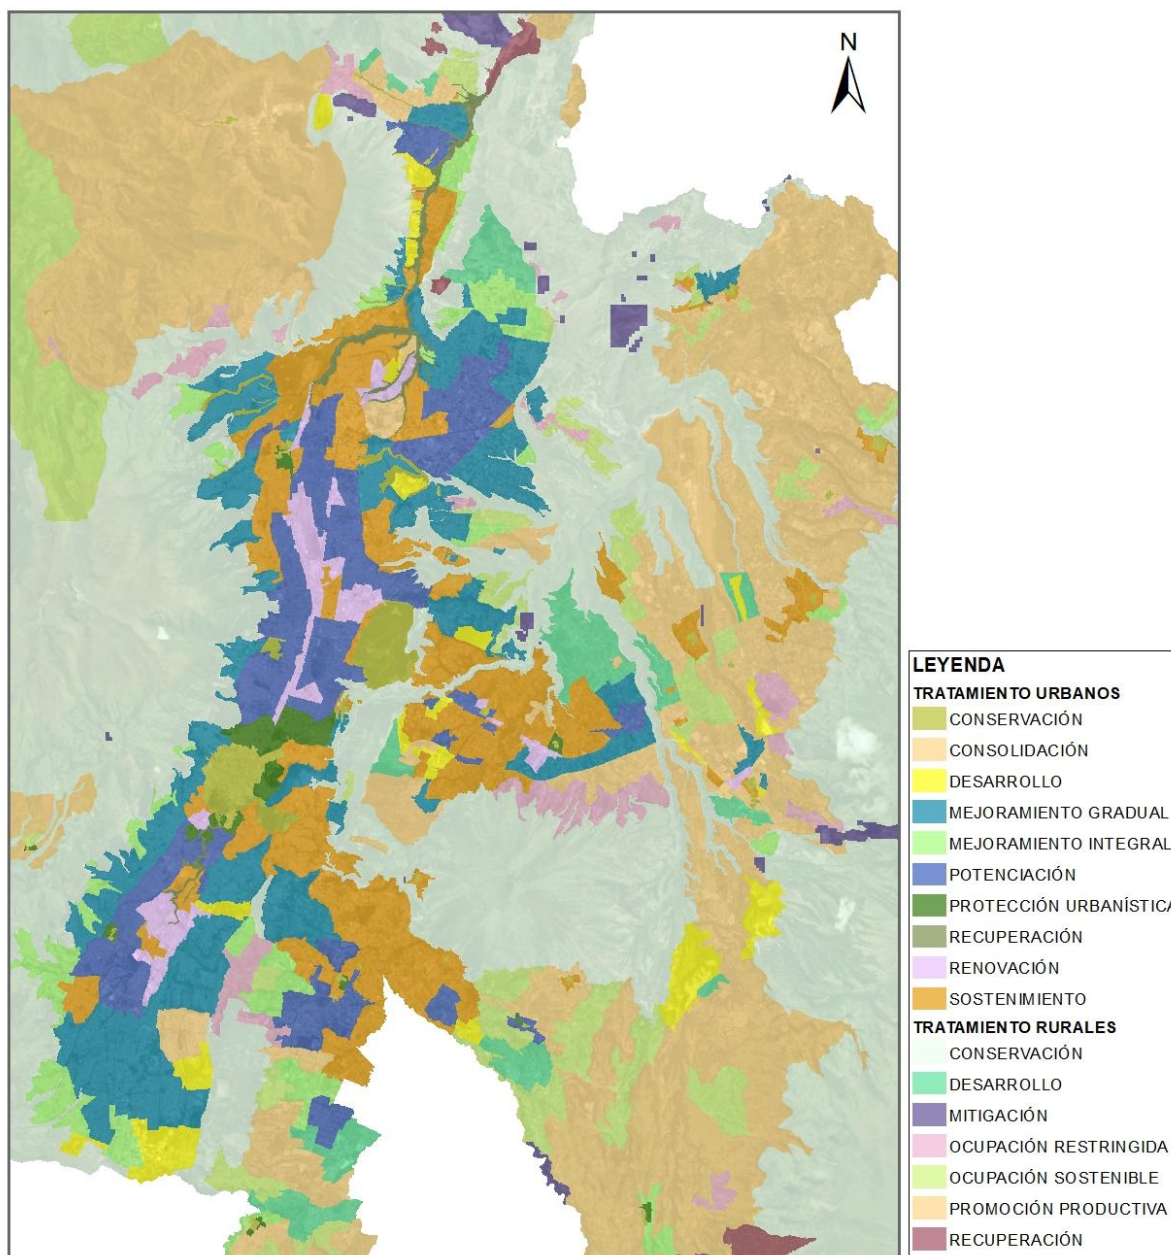 N
LEYENDA
TRATAMIENTO URBANOS
CONSERVACIÓN
CONSOLIDACIÓN
DESARROLLO
MEJORAMIENTO GRADUAL
MEJORAMIENTO INTEGRAL
POTENCIACIÓN
PROTECCIÓN URBANÍSTICA
RECUPERACIÓN
RENOVACIÓN
SOSTENIMIENTO
TRATAMIENTO RURALES
CONSERVACIÓN
DESARROLLO
MITIGACIÓN
OCUPACIÓN RESTRINGIDA
OCUPACIÓN SOSTENIBLE
PROMOCIÓN PRODUCTIVA
RECUPERACIÓN